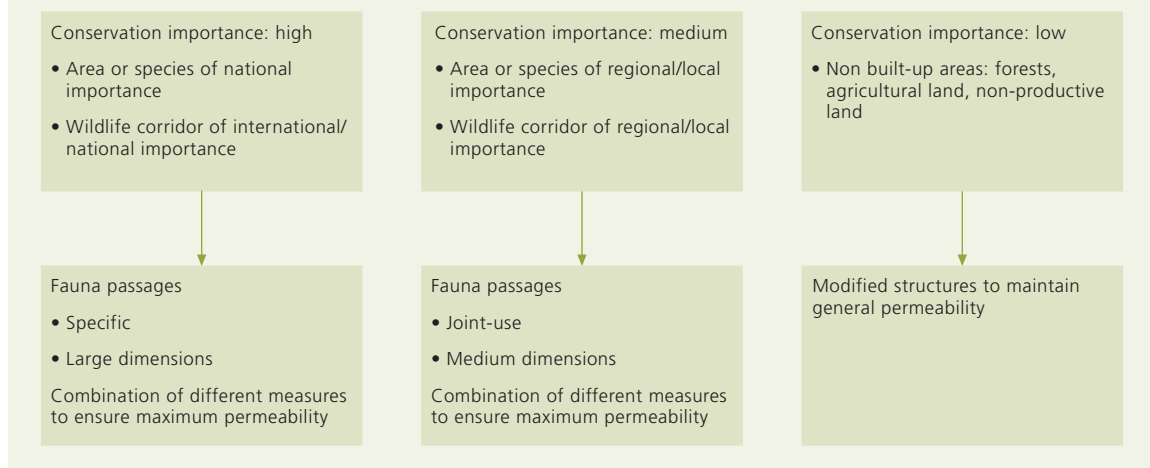 Conservation importance: high
• Area or species of national
importance
• Wildlife corridor of international/
national importance
Conservation importance: medium
• Area or species of regional/local
importance
• Wildlife corridor of regional/local
importance
Conservation importance: low
• Non built-up areas: forests,
agricultural land, non-productive
land
Fauna passages
• Specific
• Large dimensions
Combination of different measures
to ensure maximum permeability
Fauna passages
• Joint-use
• Medium dimensions
Combination of different measures
to ensure maximum permeability
Modified structures to maintain
general permeability